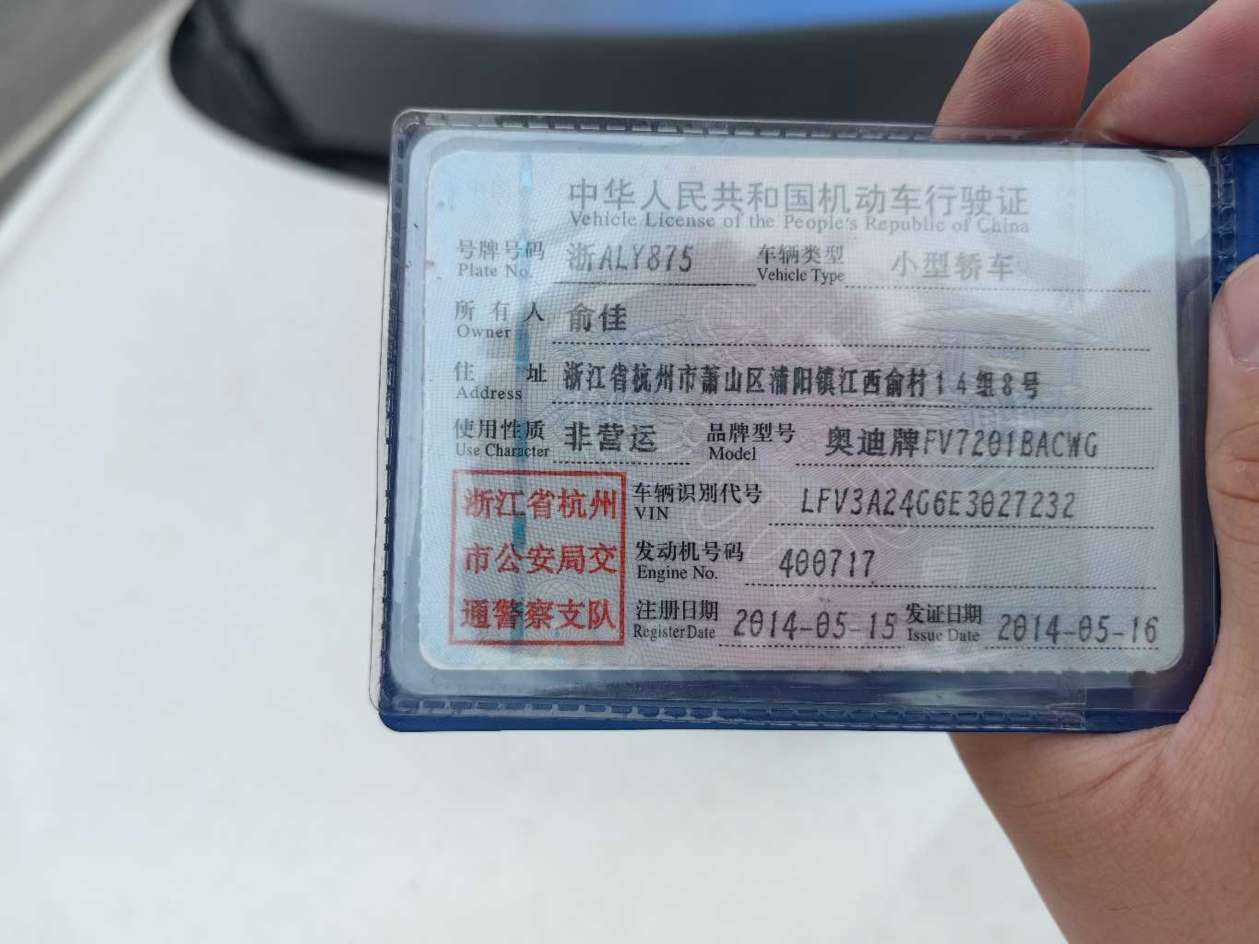 中华人民共和国机动车行驶证
Vehicle License of the People's Republic of China
号牌号码 浙ALY875 车辆类型 小型轿车
Plate No. Vehicle Type
所有人 俞佳
Owner
住址 浙江省杭州市萧山区浦阳镇江西俞村14组8号
Address
使用性质 非营运 品牌型号 奥迪牌FV7201BACWG
Use Character Model
浙江省杭州
市公安局交
通警察支队
车辆识别代号 LFV3A24G6E3027232
VIN
发动机号码 400717
Engine No.
注册日期 2014-05-15 发证日期 2014-05-16
Register Date Issue Date